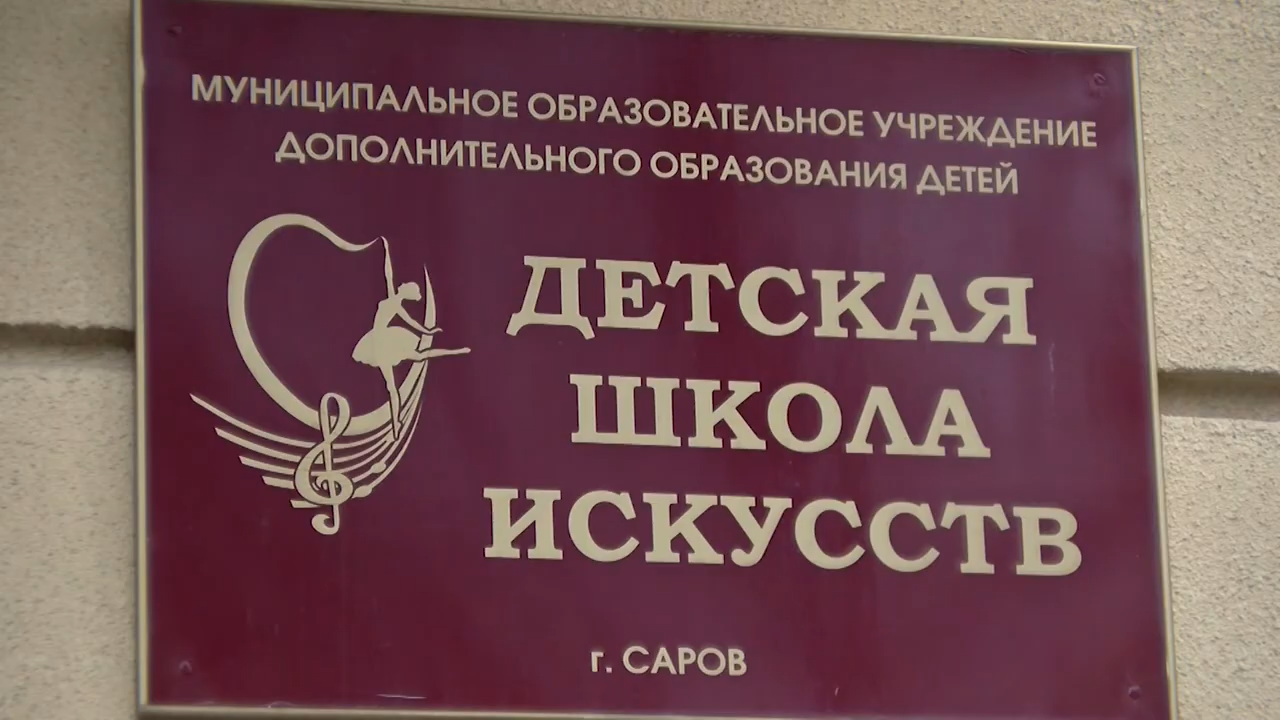 МУНИЦИПАЛЬНОЕ ОБРАЗОВАТЕЛЬНОЕ УЧРЕЖДЕНИЕ
ДОПОЛНИТЕЛЬНОГО ОБРАЗОВАНИЯ ДЕТЕЙ
ДЕТСКАЯ
ШКОЛА
ИСКУССТВ
г. САРОВ